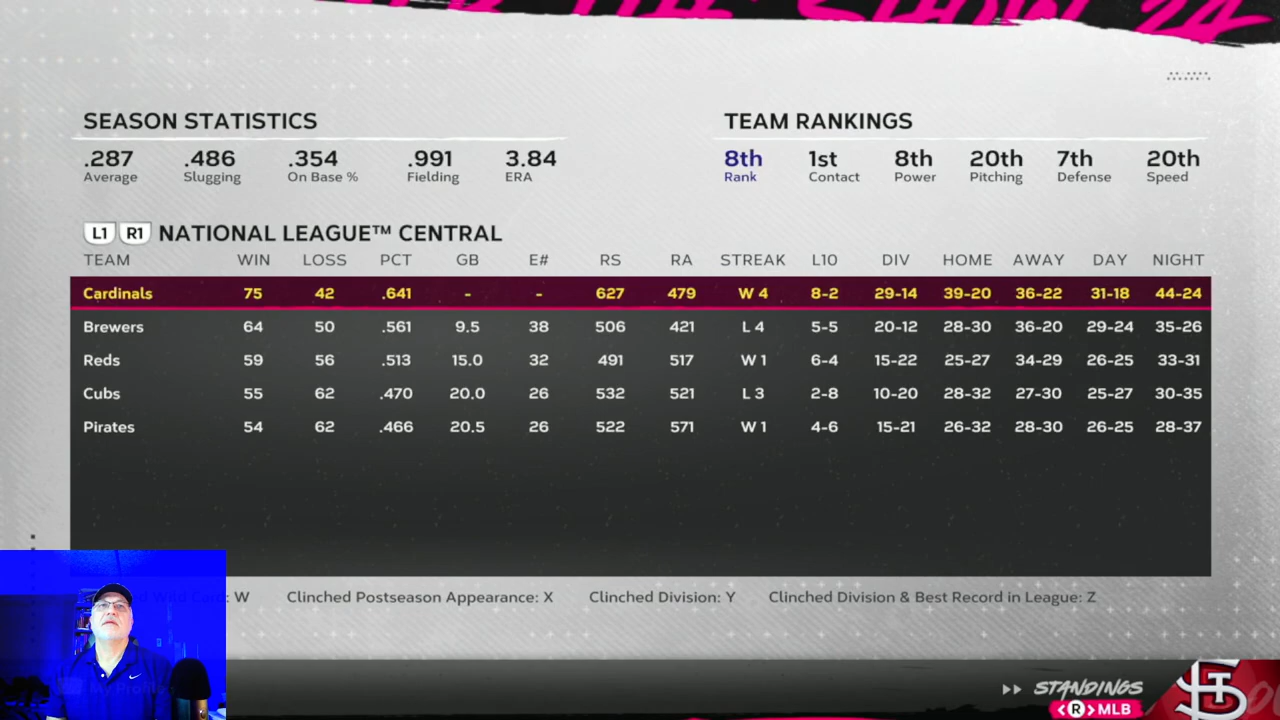 THE SHOW 24
SEASON STATISTICS
.287 .486 .354 .991 3.84
Average Slugging On Base % Fielding ERA
TEAM RANKINGS
8th 1st 8th 20th 7th 20th
Rank Contact Power Pitching Defense Speed
L1 R1 NATIONAL LEAGUE™ CENTRAL
TEAM WIN LOSS PCT GB E# RS RA STREAK L10 DIV HOME AWAY DAY NIGHT
Cardinals 75 42 .641 - - 627 479 W 4 8-2 29-14 39-20 36-22 31-18 44-24
Brewers 64 50 .561 9.5 38 506 421 L 4 5-5 20-12 28-30 36-20 29-24 35-26
Reds 59 56 .513 15.0 32 491 517 W 1 6-4 15-22 25-27 34-29 26-25 33-31
Cubs 55 62 .470 20.0 26 532 521 L 3 2-8 10-20 28-32 27-30 25-27 30-35
Pirates 54 62 .466 20.5 26 522 571 W 1 4-6 15-21 26-32 28-30 26-25 28-37
Wild Card: W Clinched Postseason Appearance: X Clinched Division: Y Clinched Division & Best Record in League: Z
My Profile
STANDINGS
R MLB
STL